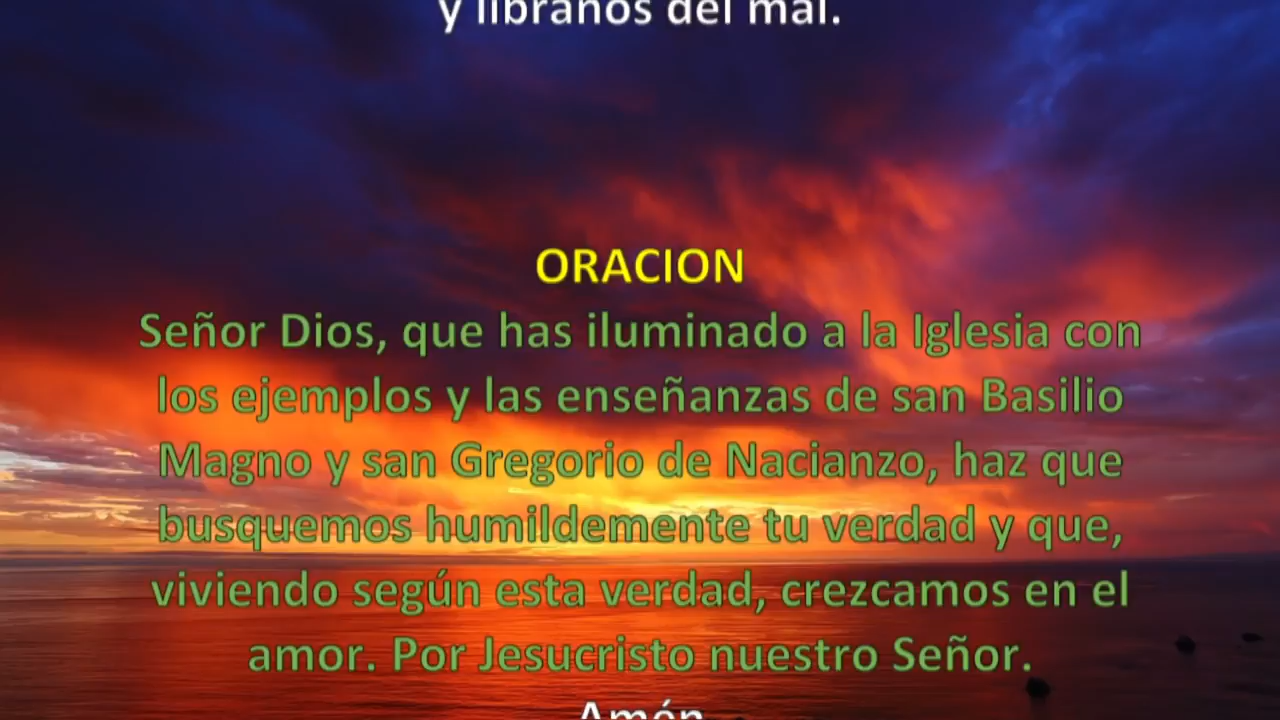 y líbranos del mal.
ORACION
Señor Dios, que has iluminado a la Iglesia con
los ejemplos y las enseñanzas de san Basilio
Magno y san Gregorio de Nacianzo, haz que
busquemos humildemente tu verdad y que,
viviendo según esta verdad, crezcamos en el
amor. Por Jesucristo nuestro Señor.
Amén